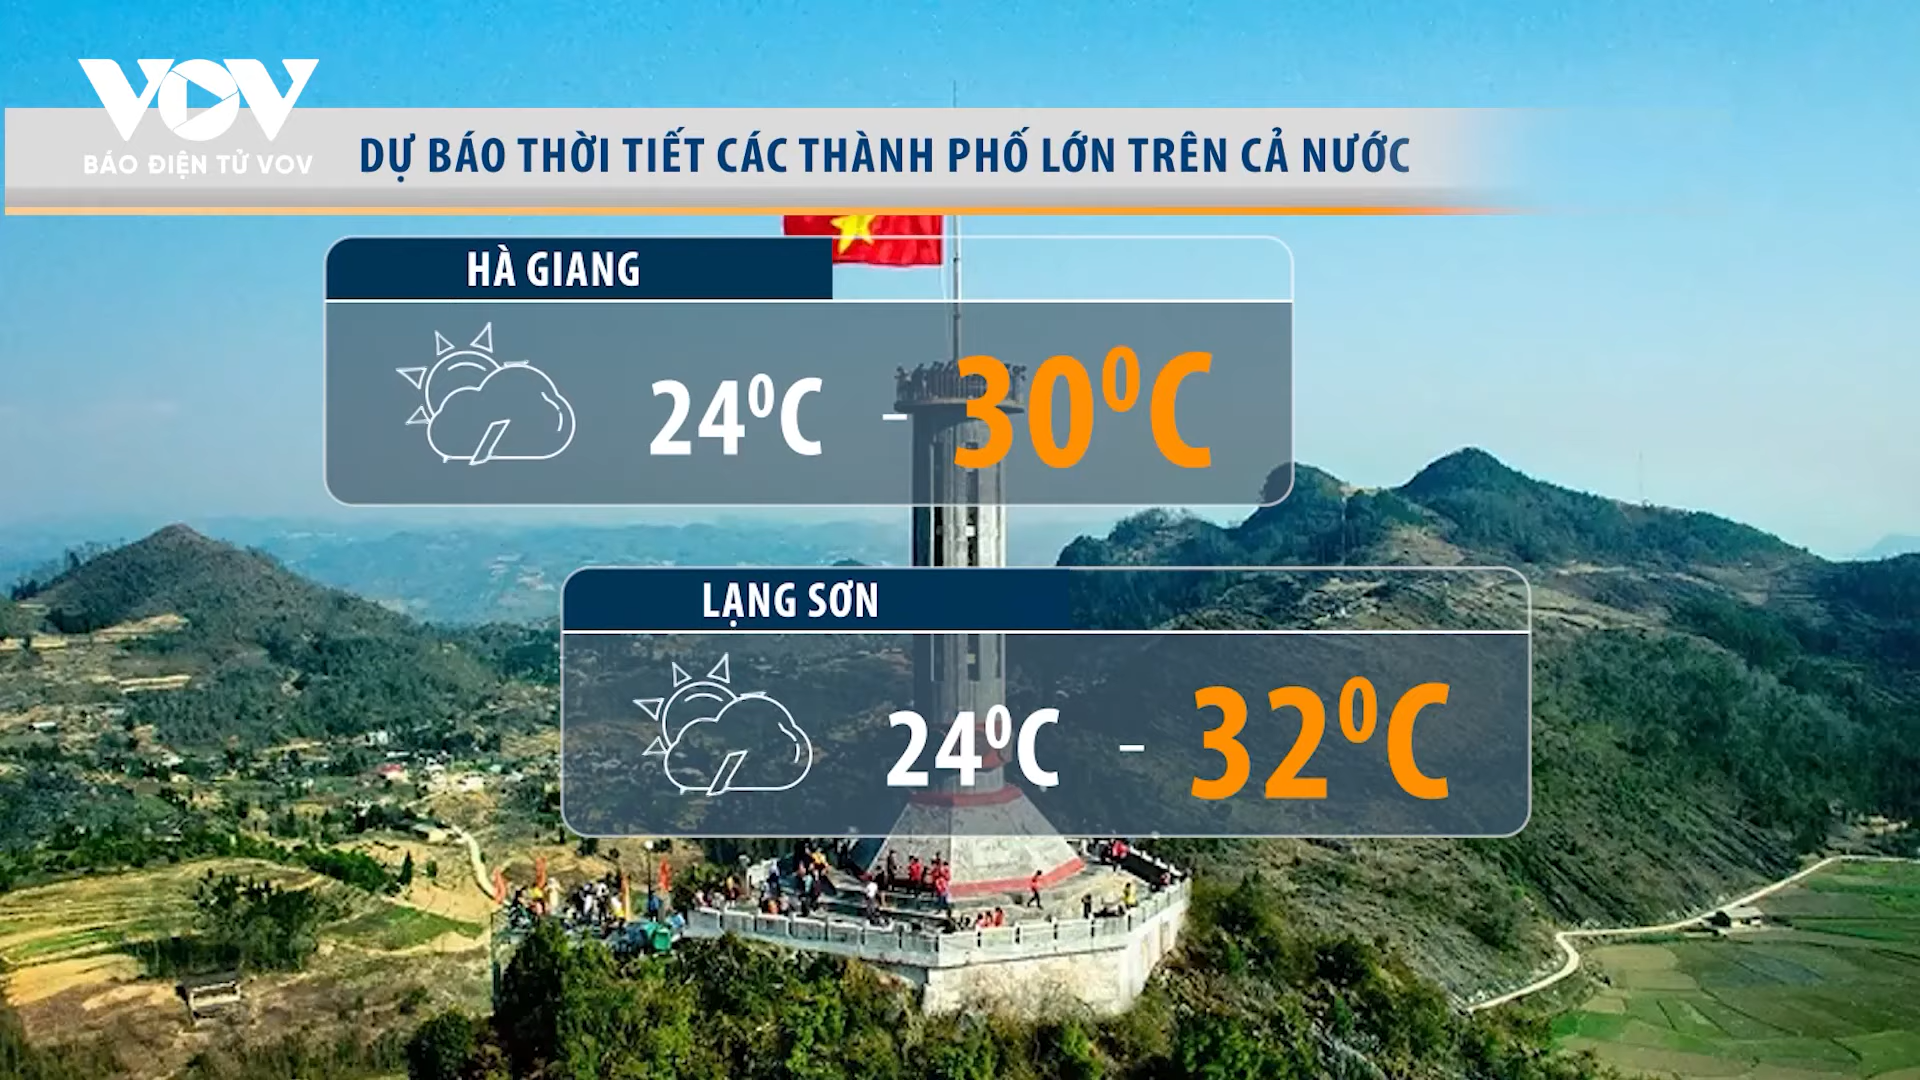 VOV
BÁO ĐIỆN TỬ VOV
DỰ BÁO THỜI TIẾT CÁC THÀNH PHỐ LỚN TRÊN CẢ NƯỚC
HÀ GIANG
24⁰C - 30⁰C
LẠNG SƠN
24⁰C - 32⁰C